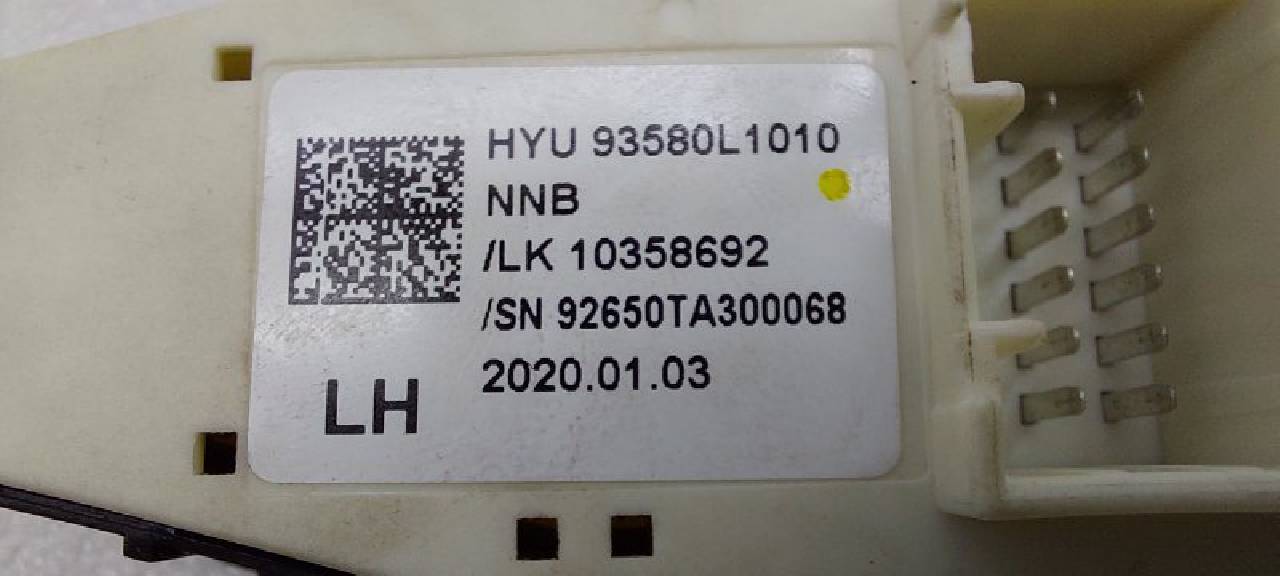 HYU 93580L1010
NNB
/LK 10358692
/SN 92650TA300068
2020.01.03
LH